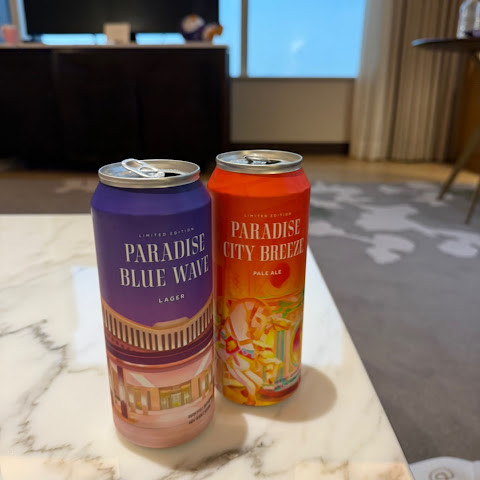 LIMITED EDITION
PARADISE
BLUE WAVE
LAGER
LIMITED EDITION
PARADISE
CITY BREEZE
PALE ALE